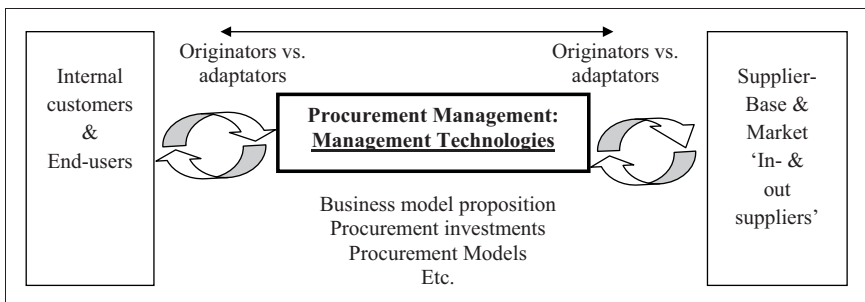 Originators vs.
adaptators
Originators vs.
adaptators
Internal
customers
&
End-users
Procurement Management:
Management Technologies
Supplier-
Base &
Market
‘In- &
out
suppliers’
Business model proposition
Procurement investments
Procurement Models
Etc.